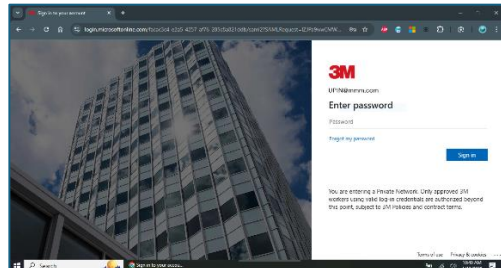 Sign in to your account
login.microsoftonline.com
3M
Enter password
Password
Forgot my password
Sign in
You are entering a Private Network. Only approved 3M
workers using valid log-in credentials are authorized beyond
this point, subject to 3M Policies and contract terms.
Terms of use Privacy & cookies
Search
Sign in to your accou...